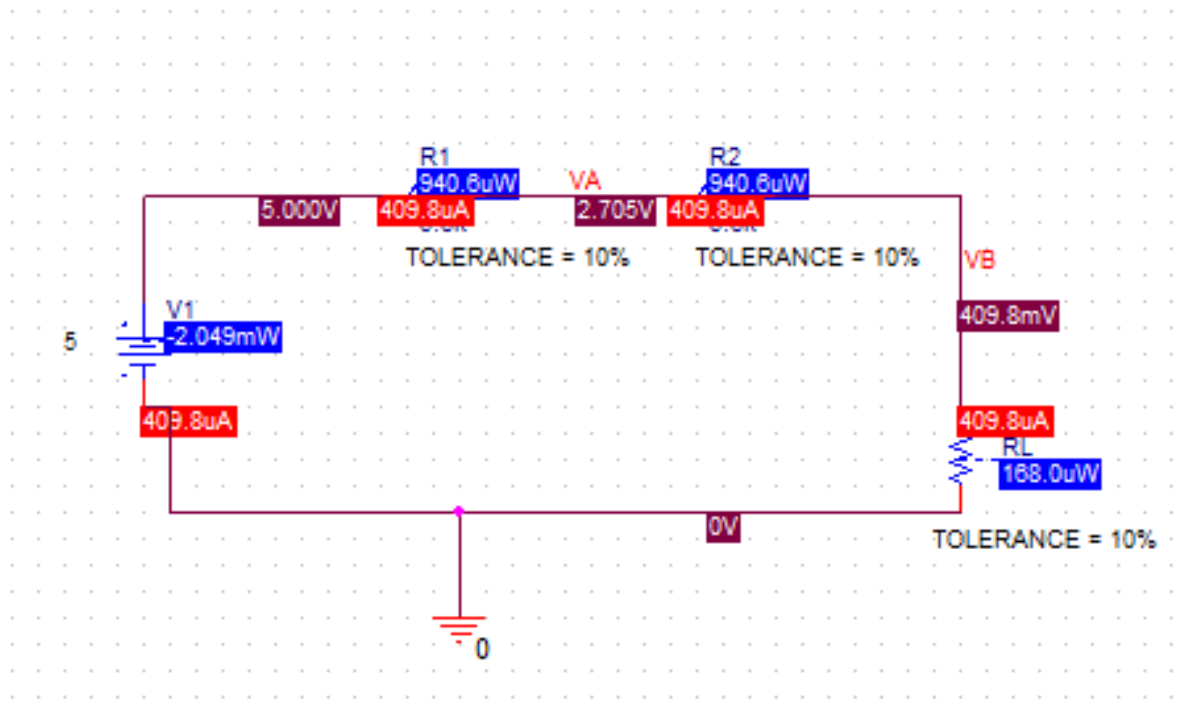 R1
R2
940.6uW
VA
940.6uW
5.000V
409.8uA
2.705V
409.8uA
TOLERANCE = 10%
TOLERANCE = 10%
VB
V1
409.8mV
5
-2.049mW
409.8uA
409.8uA
RL
168.0uW
0V
TOLERANCE = 10%
0